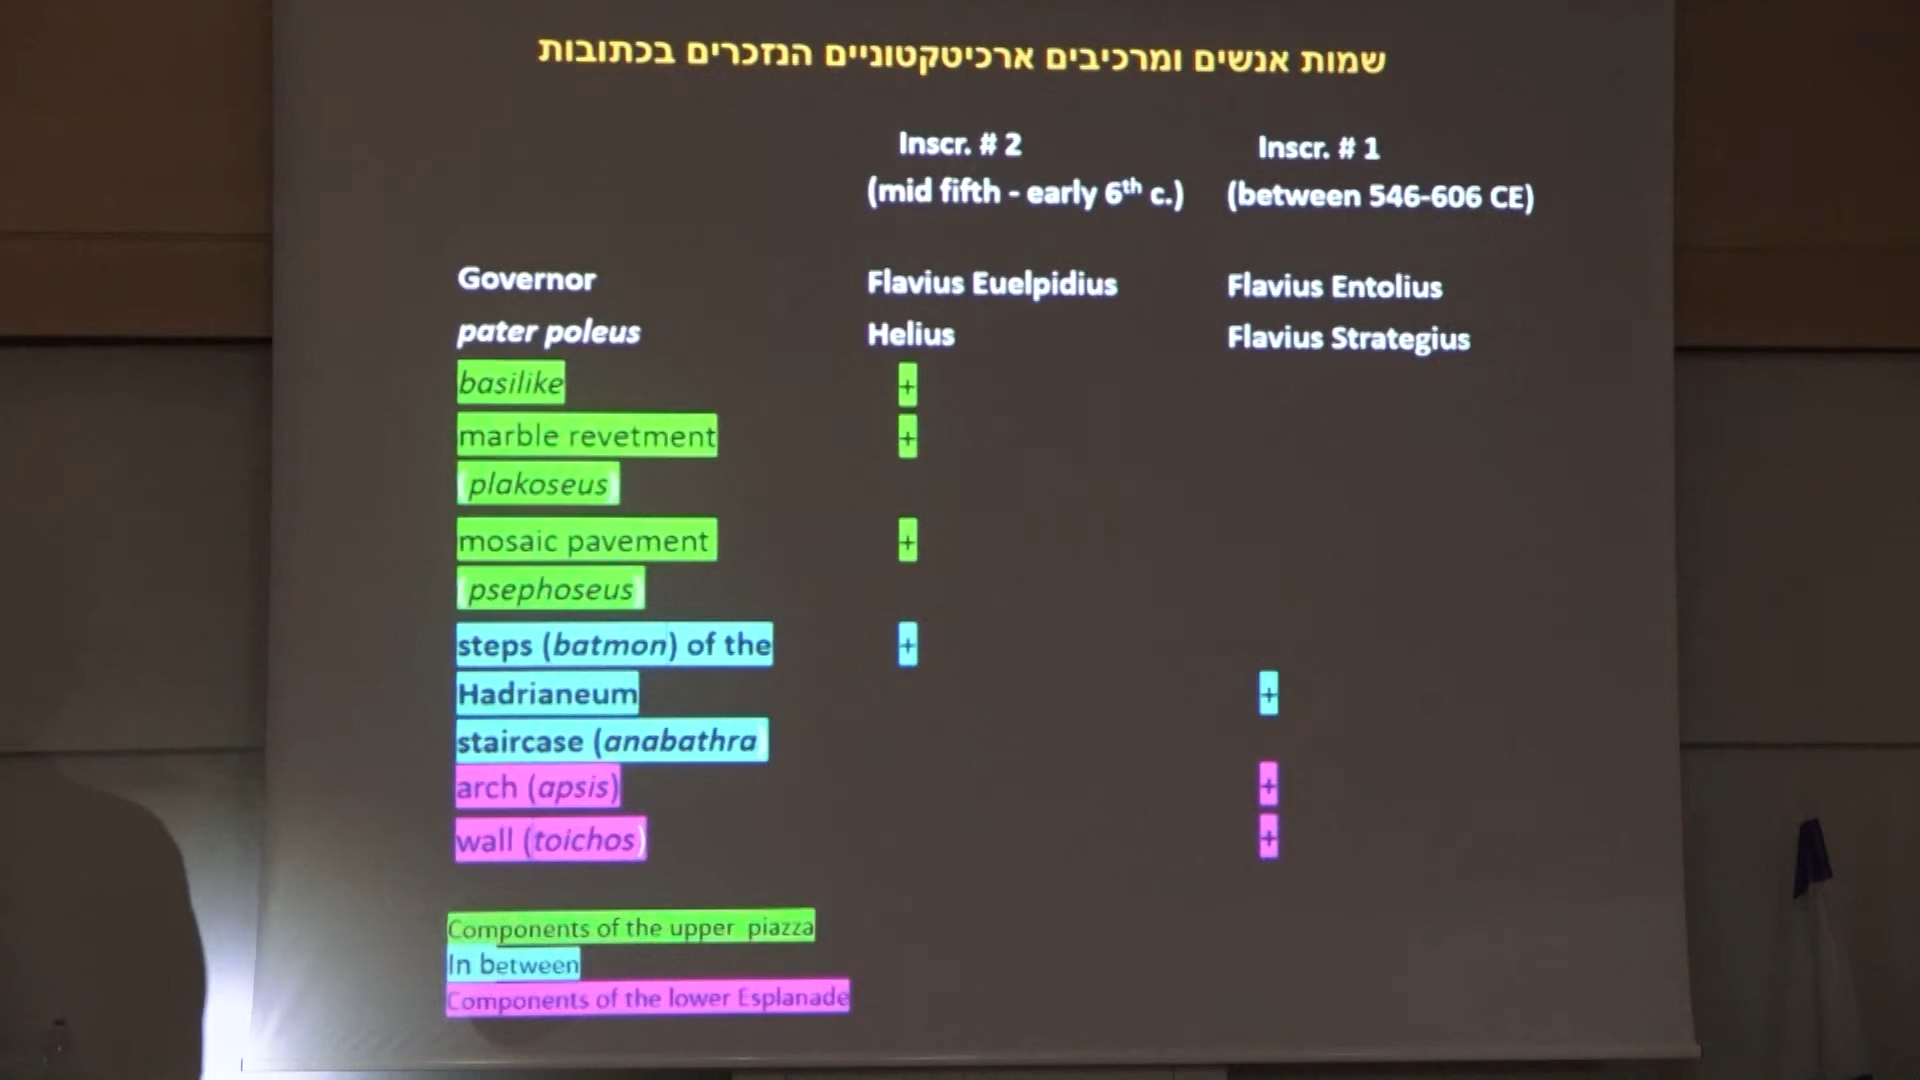 שמות אנשים ומרכיבים ארכיטקטוניים הנזכרים בכתובות
Inscr. # 2 Inscr. # 1
(mid fifth - early 6th c.) (between 546-606 CE)
Governor Flavius Euelpidius Flavius Entolius
pater poleus Helius Flavius Strategius
basilike +
marble revetment +
(plakoseus)
mosaic pavement +
(psephoseus)
steps (batmon) of the +
Hadrianeum +
staircase (anabathra)
arch (apsis) +
wall (toichos) +
Components of the upper piazza
In between
Components of the lower Esplanade